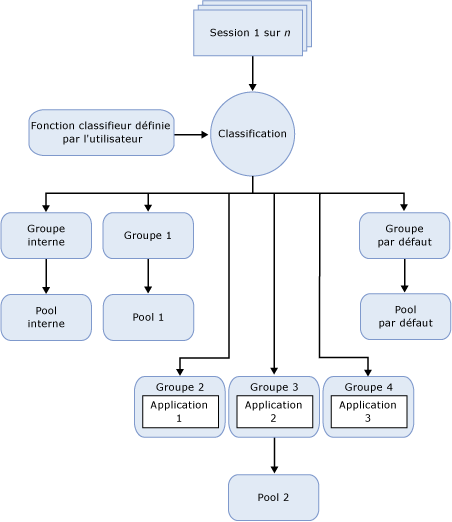 Session 1 sur n
Fonction classifieur définie
par l'utilisateur
Classification
Groupe
interne
Groupe 1
Groupe
par défaut
Pool
interne
Pool 1
Pool
par défaut
Groupe 2
Application
1
Groupe 3
Application
2
Groupe 4
Application
3
Pool 2